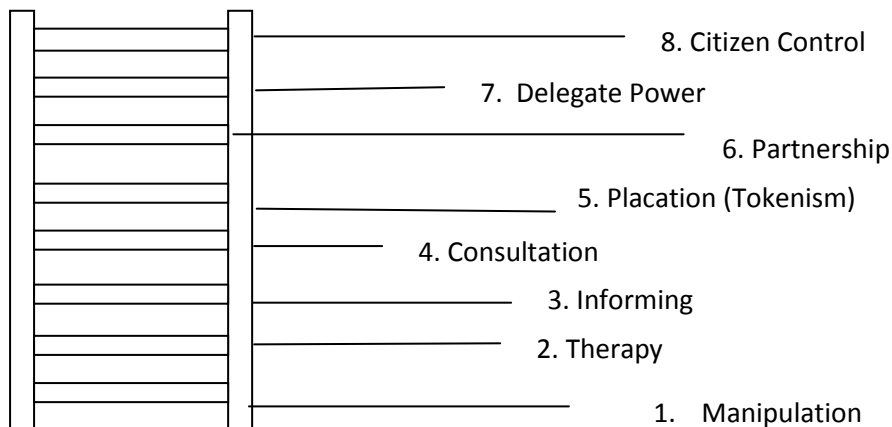 8. Citizen Control
7. Delegate Power
6. Partnership
5. Placation (Tokenism)
4. Consultation
3. Informing
2. Therapy
1. Manipulation